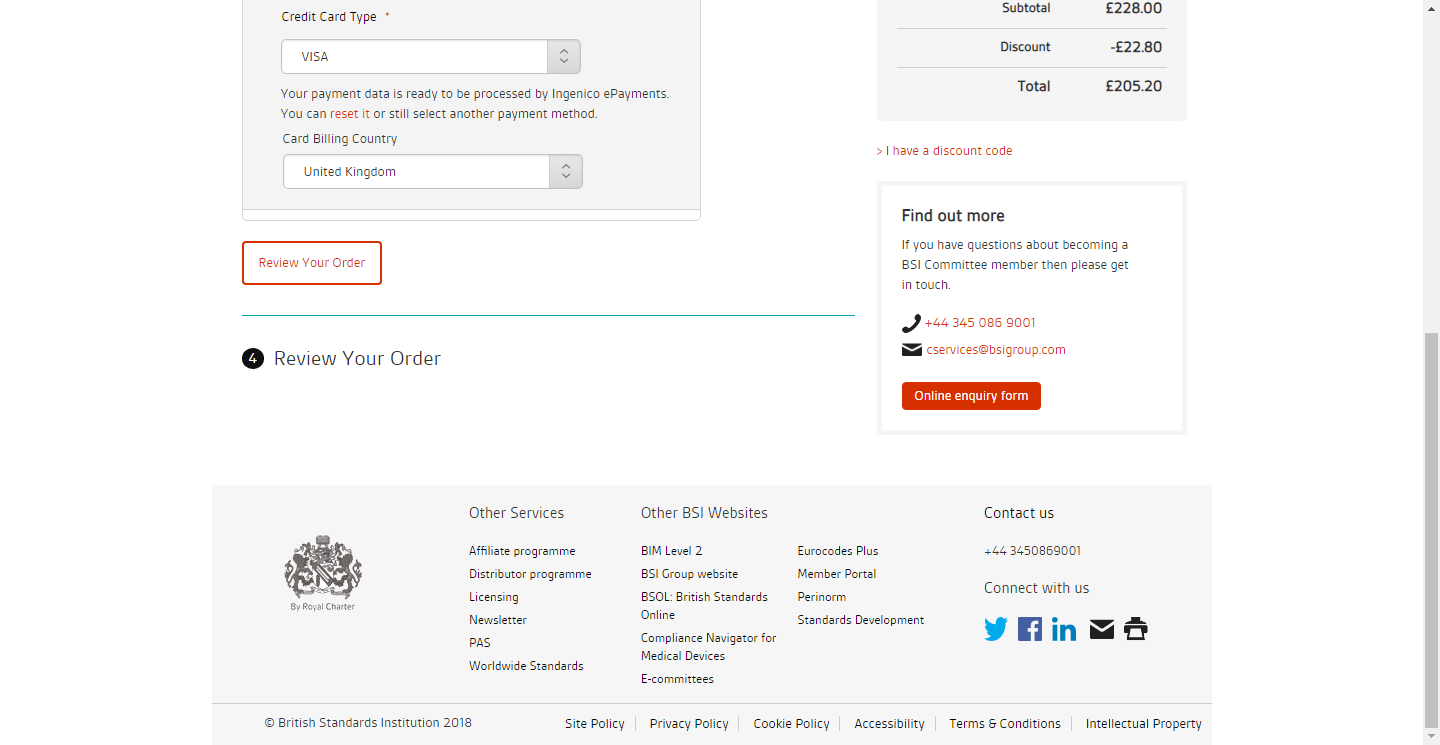 Credit Card Type *
VISA
Your payment data is ready to be processed by Ingenico ePayments.
You can reset it or still select another payment method.
Card Billing Country
United Kingdom
Review Your Order
4 Review Your Order
Subtotal £228.00
Discount -£22.80
Total £205.20
> I have a discount code
Find out more
If you have questions about becoming a
BSI Committee member then please get
in touch.
+44 345 086 9001
cservices@bsigroup.com
Online enquiry form
By Royal Charter
Other Services
Affiliate programme
Distributor programme
Licensing
Newsletter
PAS
Worldwide Standards
Other BSI Websites
BIM Level 2
BSI Group website
BSOL: British Standards
Online
Compliance Navigator for
Medical Devices
E-committees
Eurocodes Plus
Member Portal
Perinorm
Standards Development
Contact us
+44 3450869001
Connect with us
© British Standards Institution 2018
Site Policy
Privacy Policy
Cookie Policy
Accessibility
Terms & Conditions
Intellectual Property